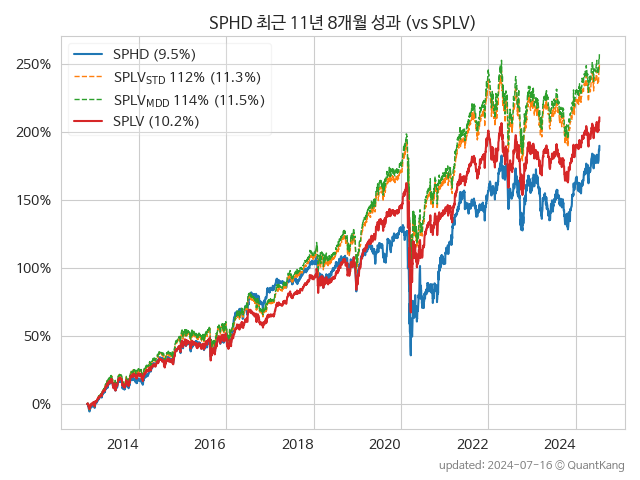 SPHD 최근 11년 8개월 성과 (vs SPLV)
250%
200%
150%
100%
50%
0%
SPHD (9.5%)
SPLV_STD 112% (11.3%)
SPLV_MDD 114% (11.5%)
SPLV (10.2%)
2014 2016 2018 2020 2022 2024
updated: 2024-07-16 © QuantKang